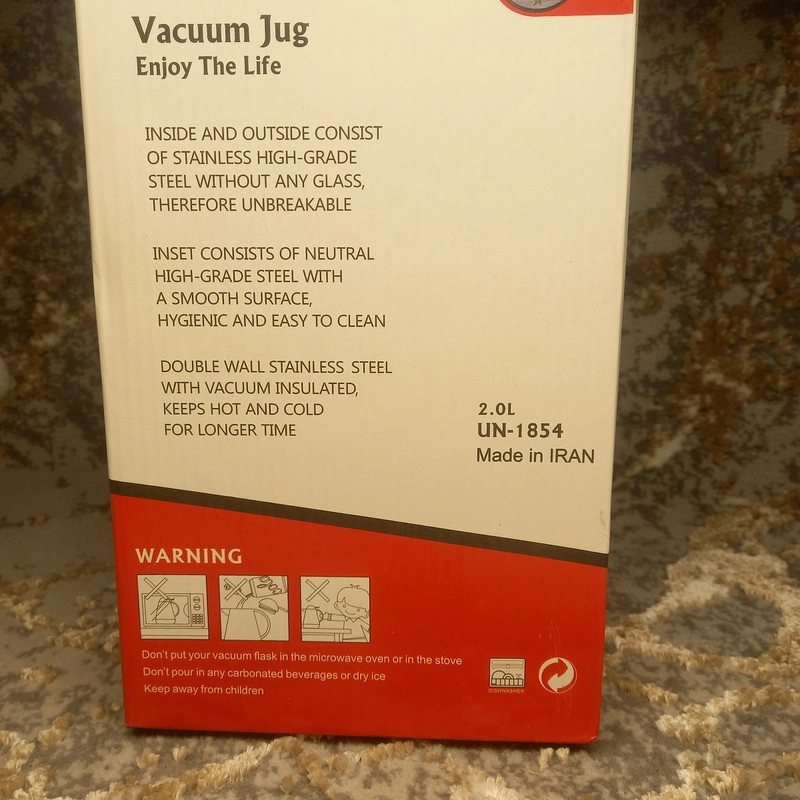 Vacuum Jug
Enjoy The Life
INSIDE AND OUTSIDE CONSIST
OF STAINLESS HIGH-GRADE
STEEL WITHOUT ANY GLASS,
THEREFORE UNBREAKABLE
INSET CONSISTS OF NEUTRAL
HIGH-GRADE STEEL WITH
A SMOOTH SURFACE,
HYGIENIC AND EASY TO CLEAN
DOUBLE WALL STAINLESS STEEL
WITH VACUUM INSULATED,
KEEPS HOT AND COLD
FOR LONGER TIME
2.0L
UN-1854
Made in IRAN
WARNING
Don't put your vacuum flask in the microwave oven or in the stove
Don't pour in any carbonated beverages or dry ice
Keep away from children
DISHWASHER